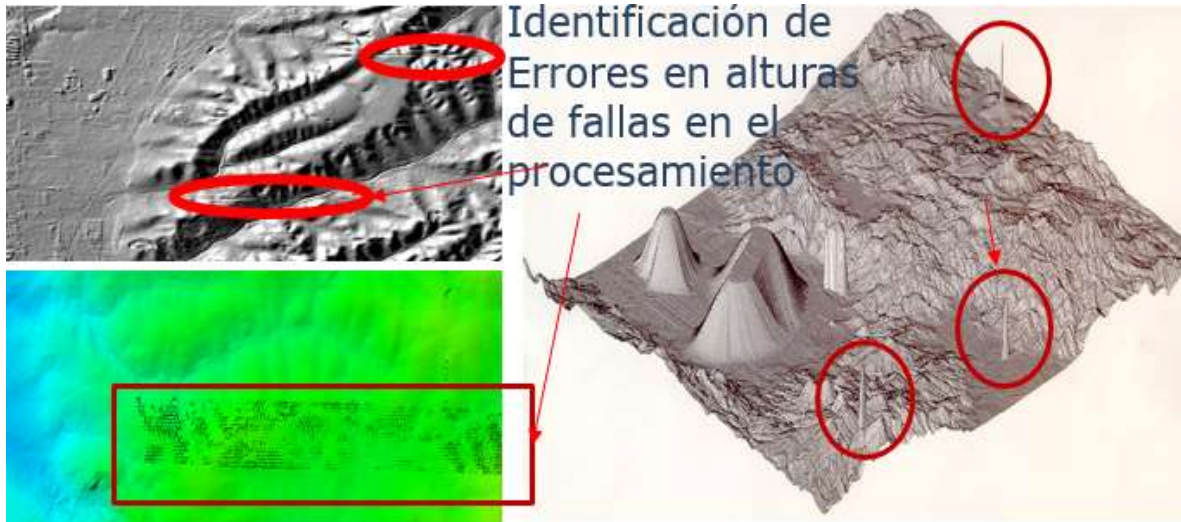 Identificación de
Errores en alturas
de fallas en el
procesamiento